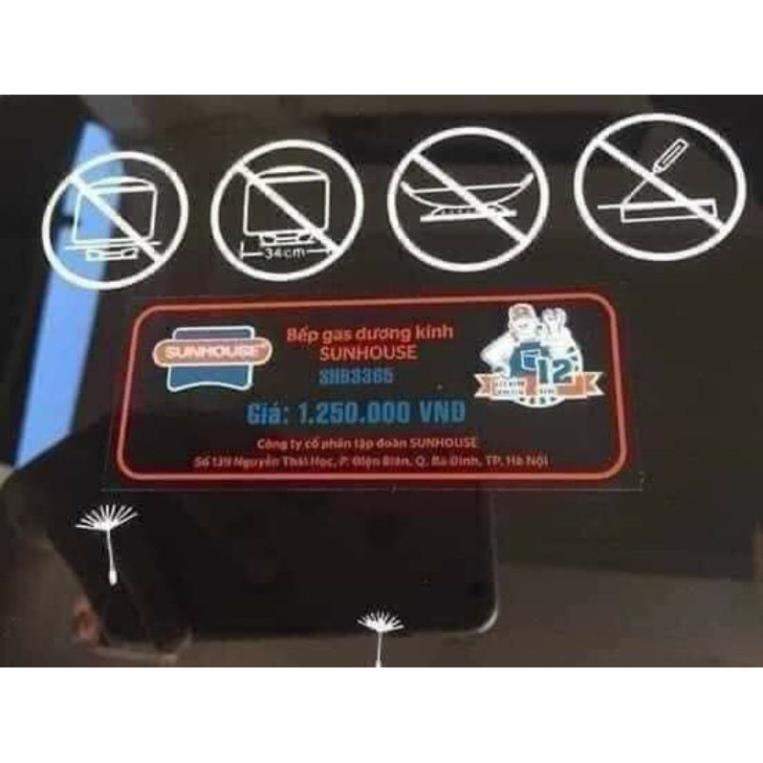 34cm
SUNHOUSE
Bếp gas dương kính
SUNHOUSE
SHB3365
12
Giá: 1.250.000 VNĐ
Công ty cổ phần tập đoàn SUNHOUSE
Số 139 Nguyễn Thái Học, P. Điện Biên, Q. Ba Đình, TP. Hà Nội